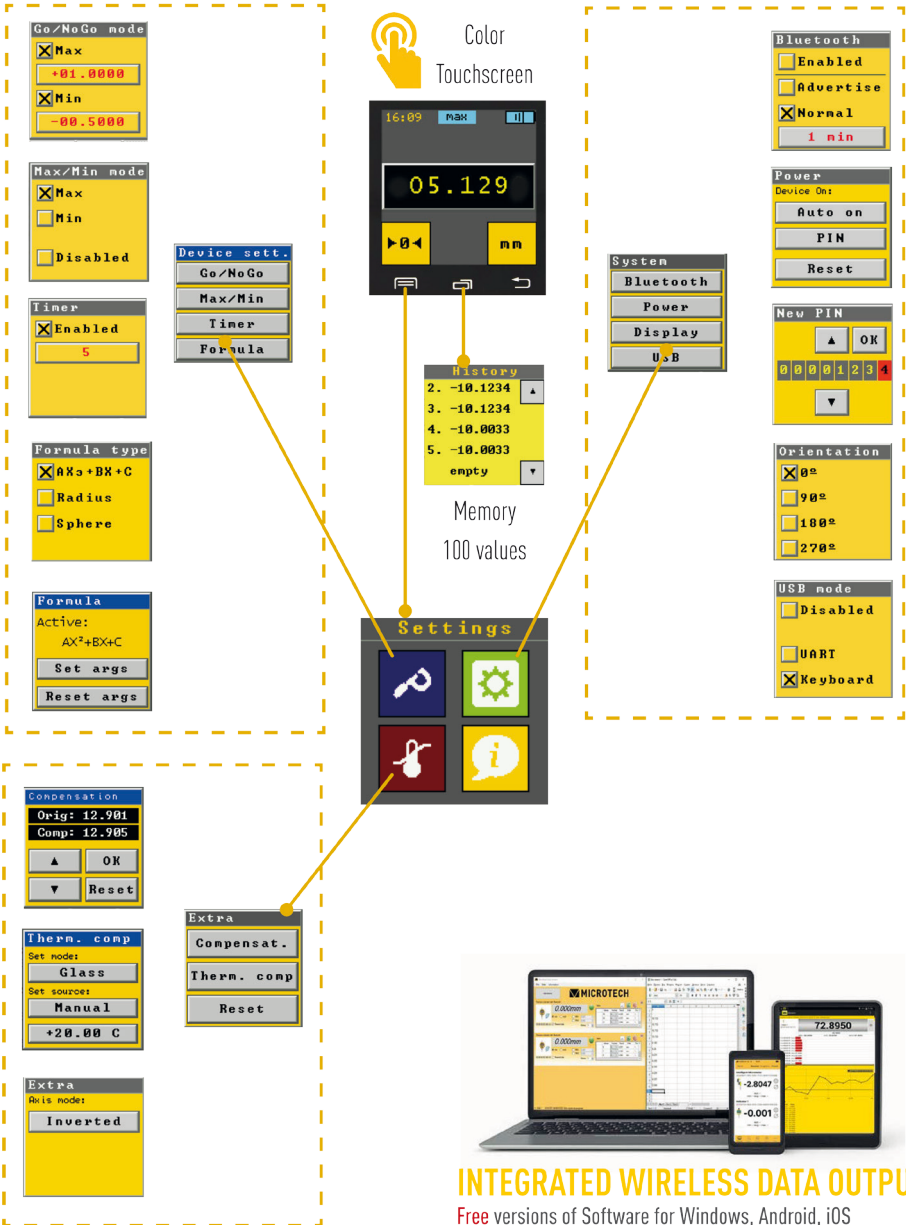 Go/NoGo mode
Max
+01.0000
Min
-00.5000
Max/Min mode
Max
Min
Disabled
Timer
Enabled
5
Formula type
AXↄ+BX+C
Radius
Sphere
Formula
Active:
AX²+BX+C
Set args
Reset args
Device sett.
Go/NoGo
Max/Min
Timer
Formula
Color
Touchscreen
16:09 max
05.129
►0◄ mm
History
2. -10.1234
3. -10.1234
4. -10.0033
5. -10.0033
empty
Memory
100 values
Settings
System
Bluetooth
Power
Display
USB
Bluetooth
Enabled
Advertise
Normal
1 min
Power
Device On:
Auto on
PIN
Reset
New PIN
▲ OK
00001234
▼
Orientation
0º
90º
180º
270º
USB mode
Disabled
UART
Keyboard
Compensation
Orig: 12.901
Comp: 12.905
▲ OK
▼ Reset
Therm. comp
Set mode:
Glass
Set source:
Manual
+20.00 C
Extra
Axis mode:
Inverted
Extra
Compensat.
Therm. comp
Reset
MICROTECH
0.000mm
0.000mm
72.8950
-2.8047
-0.001
INTEGRATED WIRELESS DATA OUTPU
Free versions of Software for Windows, Android, iOS